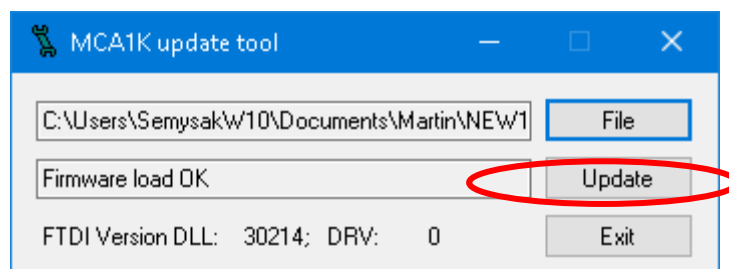 MCA1K update tool
C:\Users\SemysakW10\Documents\Martin\NEW1 File
Firmware load OK Update
FTDI Version DLL: 30214; DRV: 0 Exit